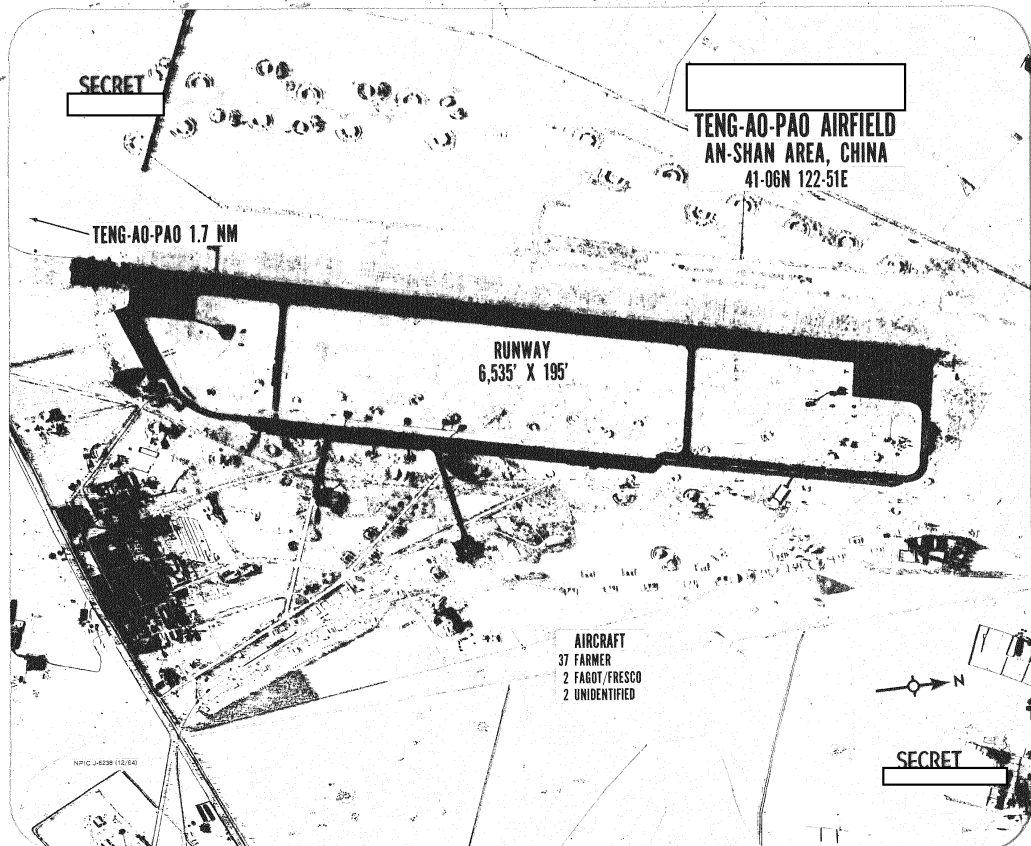 SECRET
TENG-AO-PAO AIRFIELD
AN-SHAN AREA, CHINA
41-06N 122-51E
TENG-AO-PAO 1.7 NM
RUNWAY
6,535' X 195'
AIRCRAFT
37 FARMER
2 FAGOT/FRESCO
2 UNIDENTIFIED
N
NPIC J-6238 (12/64)
SECRET